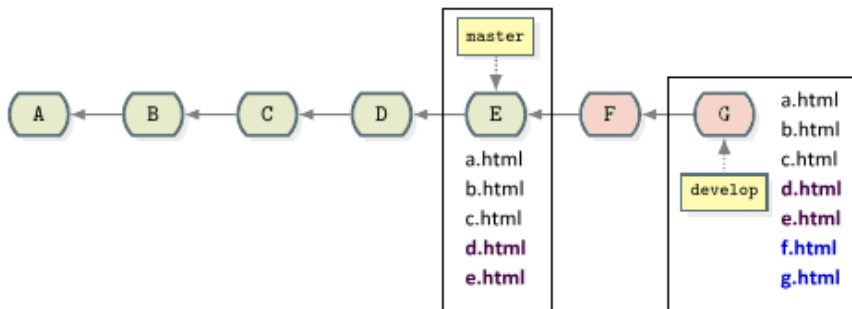 master
A B C D E F G
a.html
b.html
c.html
d.html
e.html
develop
a.html
b.html
c.html
d.html
e.html
f.html
g.html